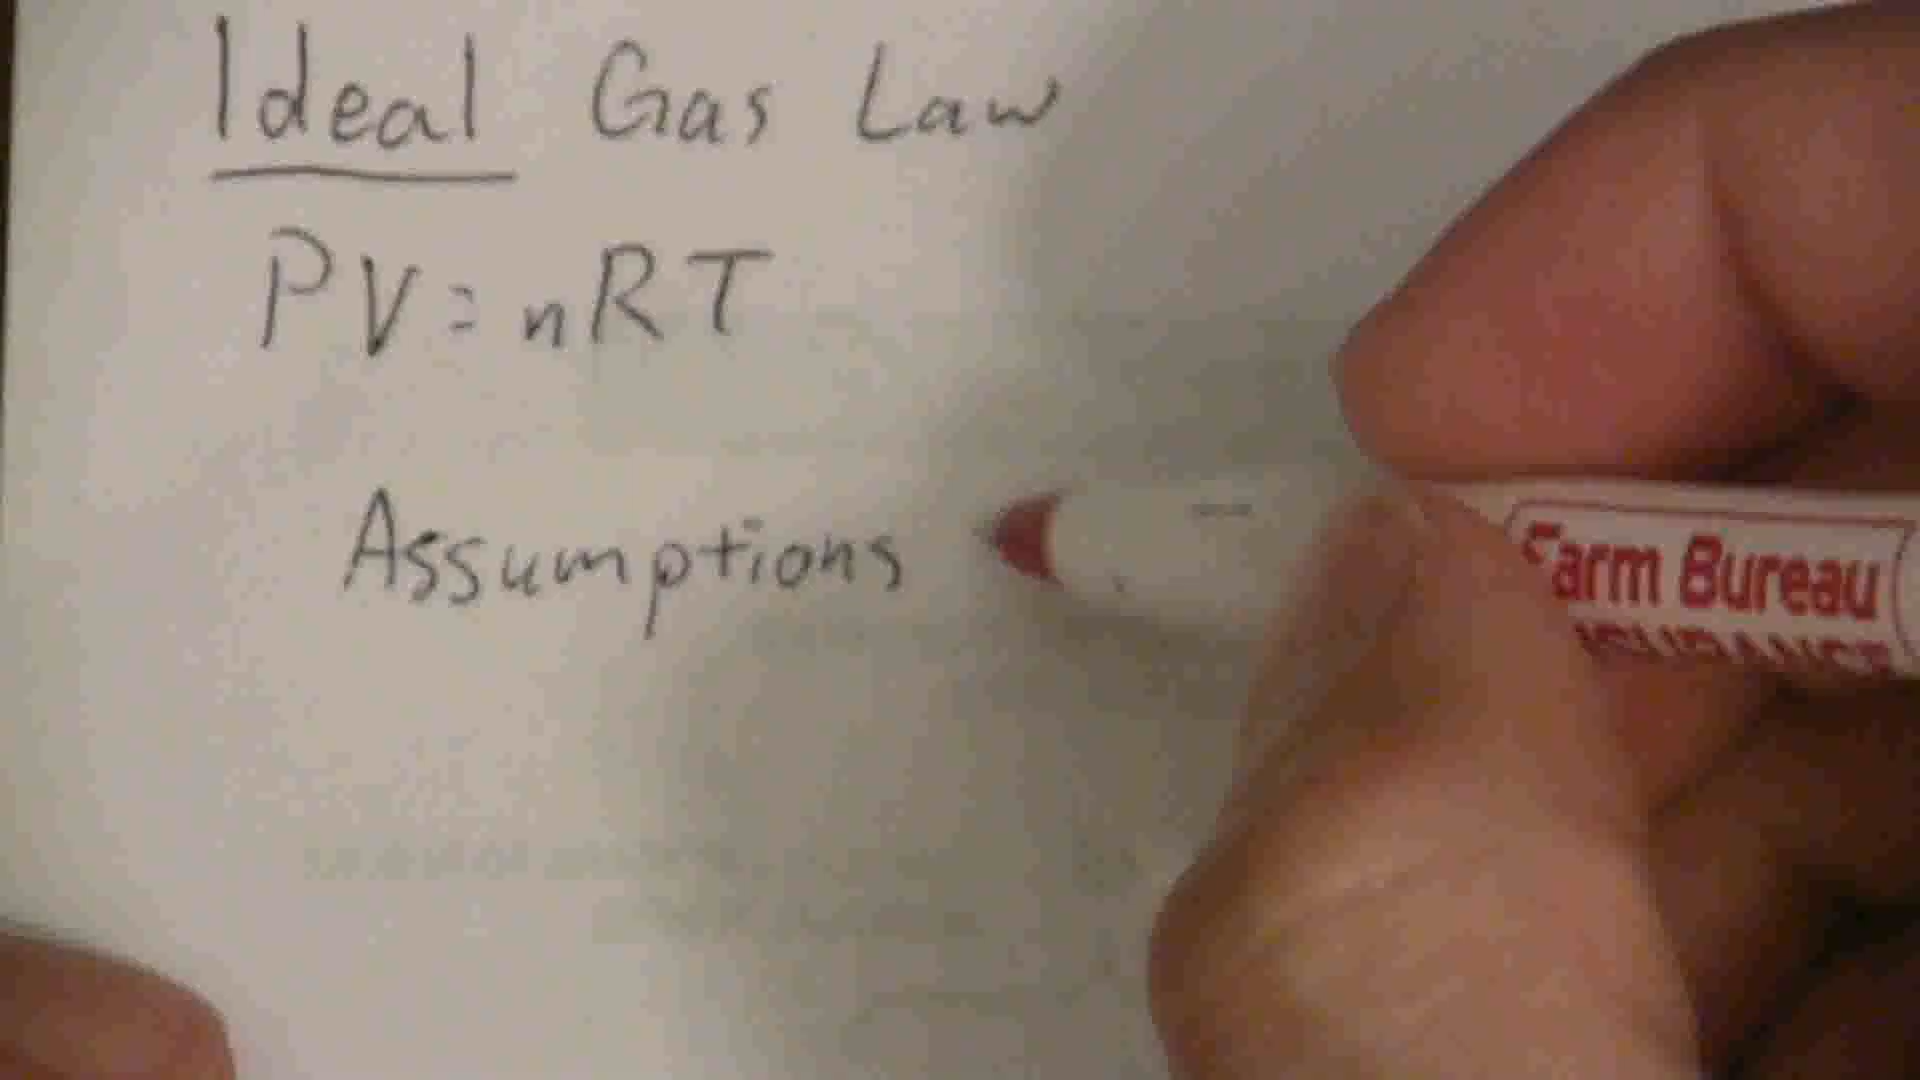 Ideal Gas Law
PV = nRT
Assumptions
Farm Bureau